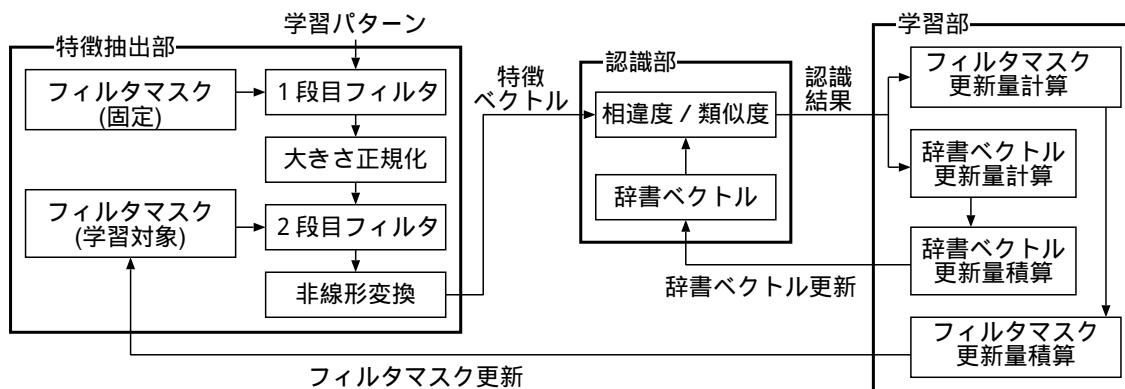 学習パターン
特徴抽出部
フィルタマスク
(固定)
1段目フィルタ
大きさ正規化
フィルタマスク
(学習対象)
2段目フィルタ
非線形変換
特徴
ベクトル
認識部
相違度 / 類似度
辞書ベクトル
認識
結果
学習部
フィルタマスク
更新量計算
辞書ベクトル
更新量計算
辞書ベクトル
更新量積算
フィルタマスク
更新量積算
辞書ベクトル更新
フィルタマスク更新